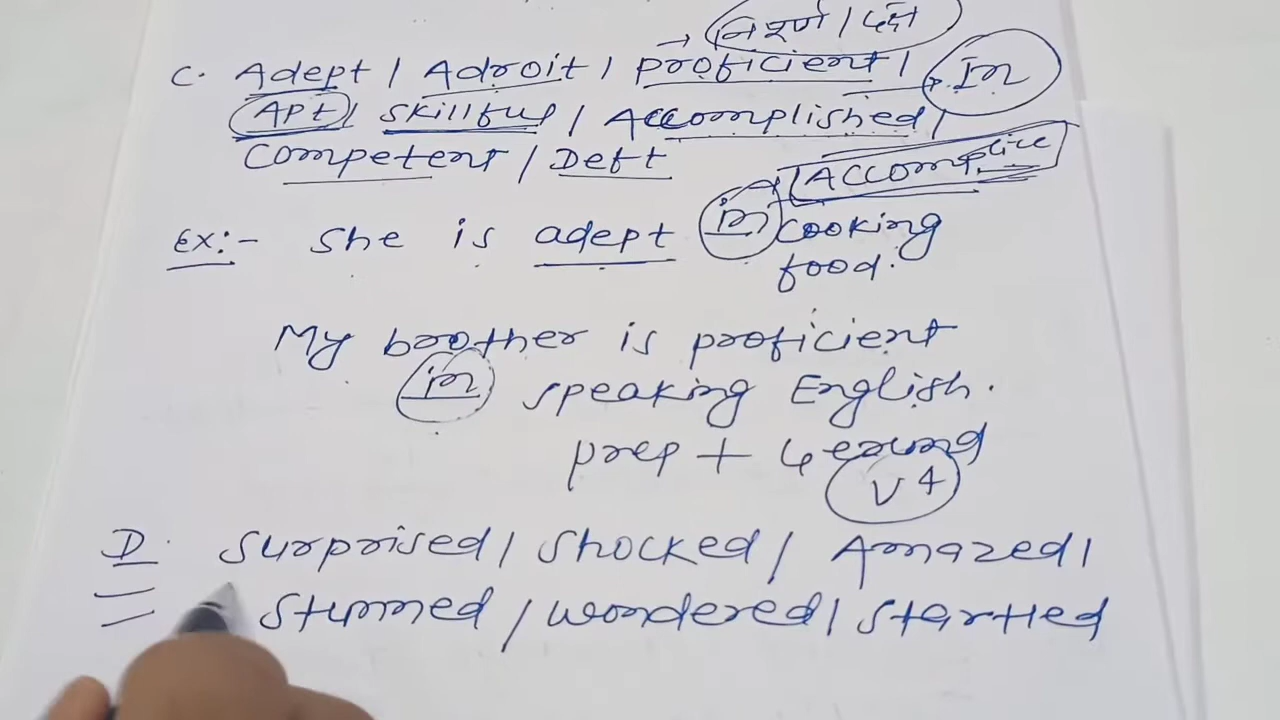 → निपूर्ण / दक्ष
C. Adept / Adroit / proficient / In
Apt / skillful / Accomplished /
Competent / Deft
Accomplice
Ex:- She is adept in cooking
food.
My brother is proficient
in speaking English.
prep + Gerund
V4
D. Surprised / Shocked / Amazed /
Stunned / wondered / startled